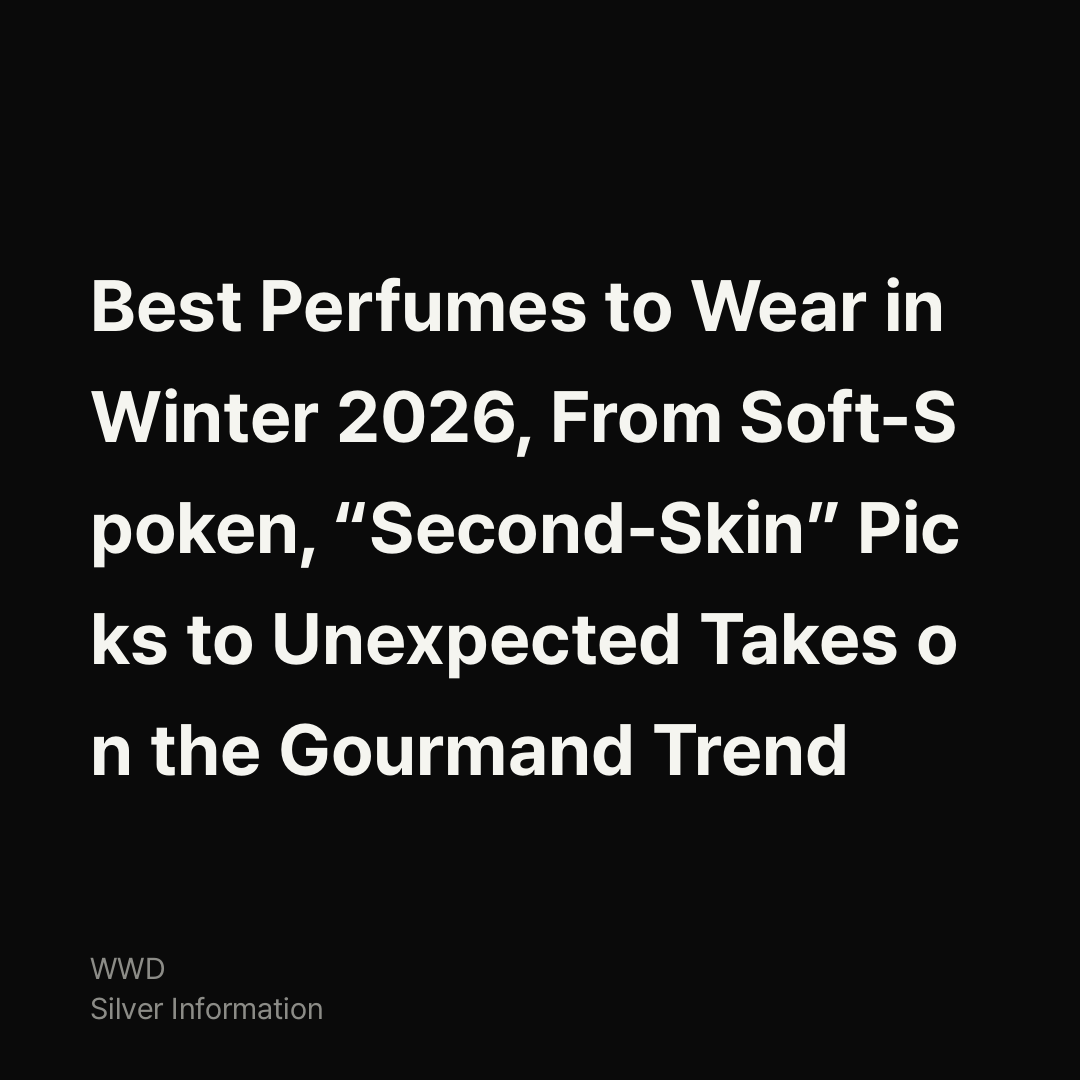 Best Perfumes to Wear in
Winter 2026, From Soft-S
poken, “Second-Skin” Pic
ks to Unexpected Takes o
n the Gourmand Trend
WWD
Silver Information